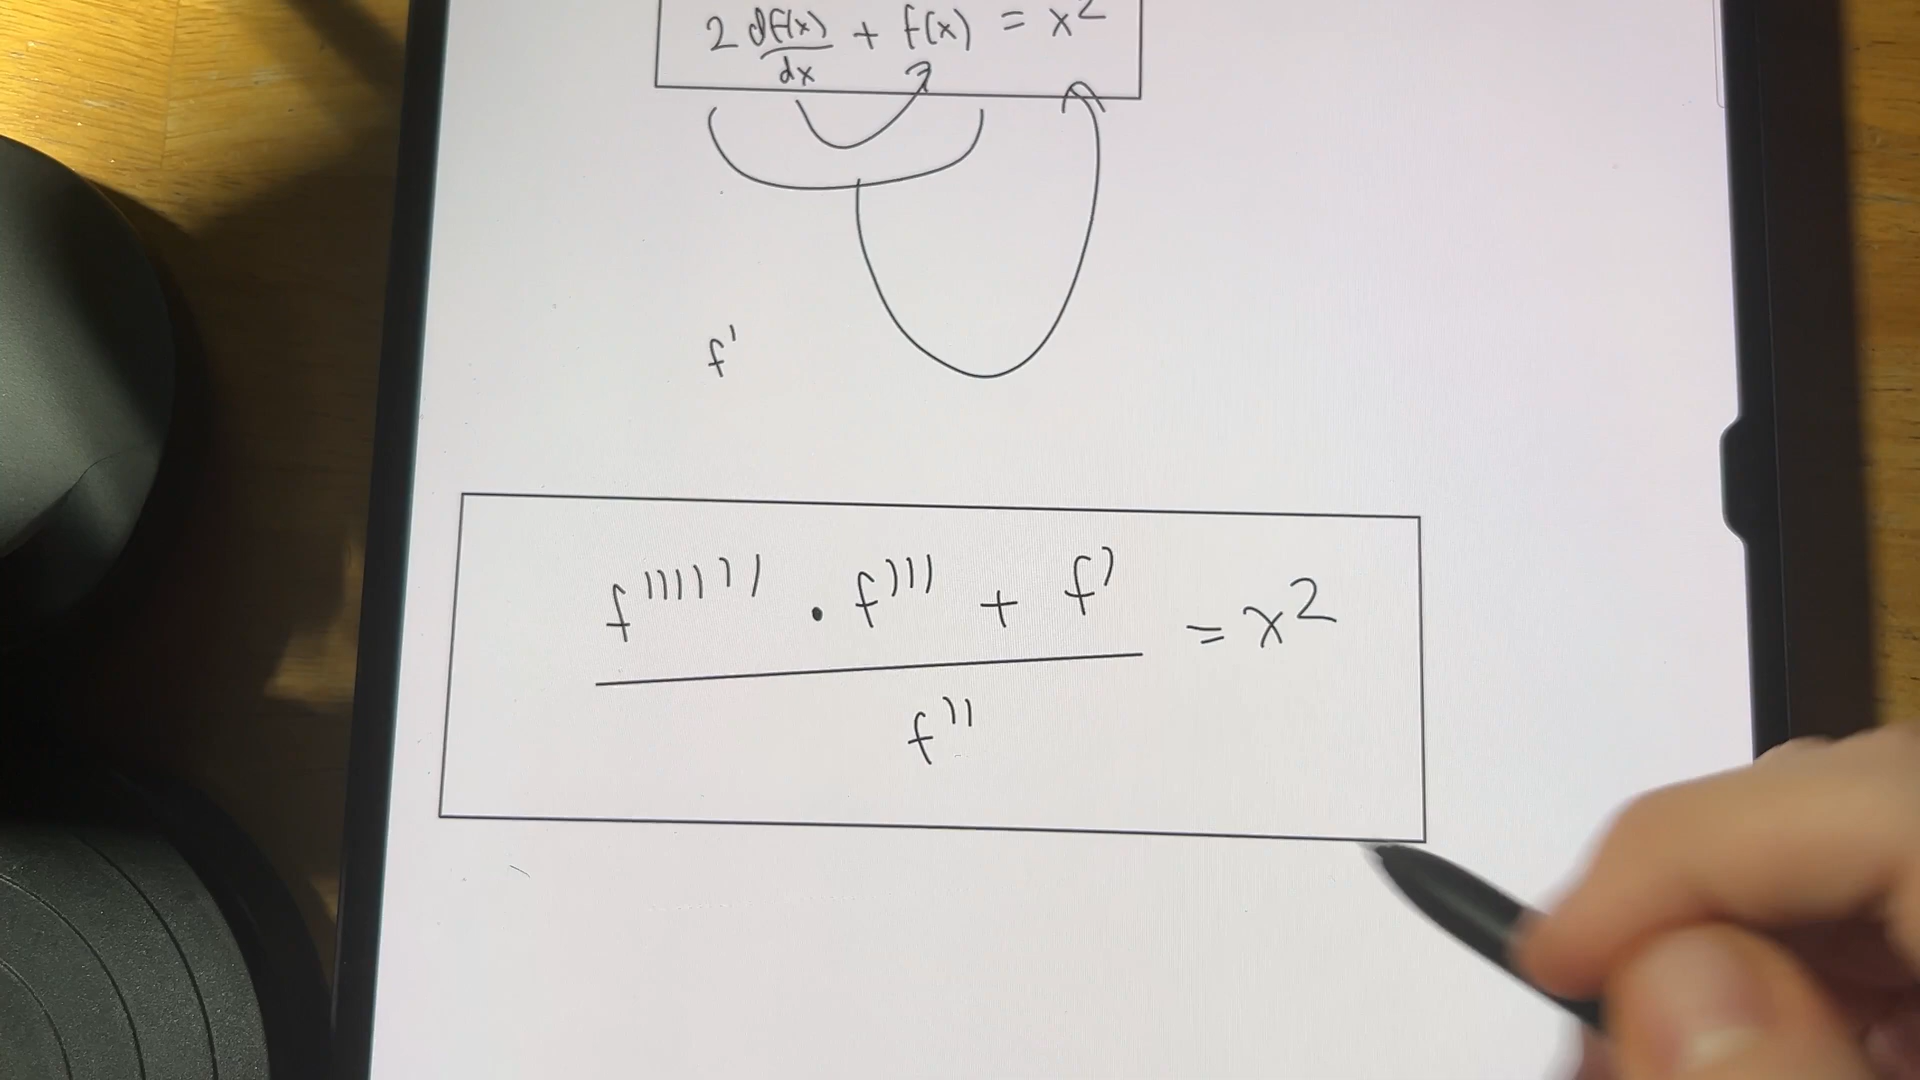 2 df(x)/dx + f(x) = x²
f'
(f'''''''  · f''' + f')/f'' = x²